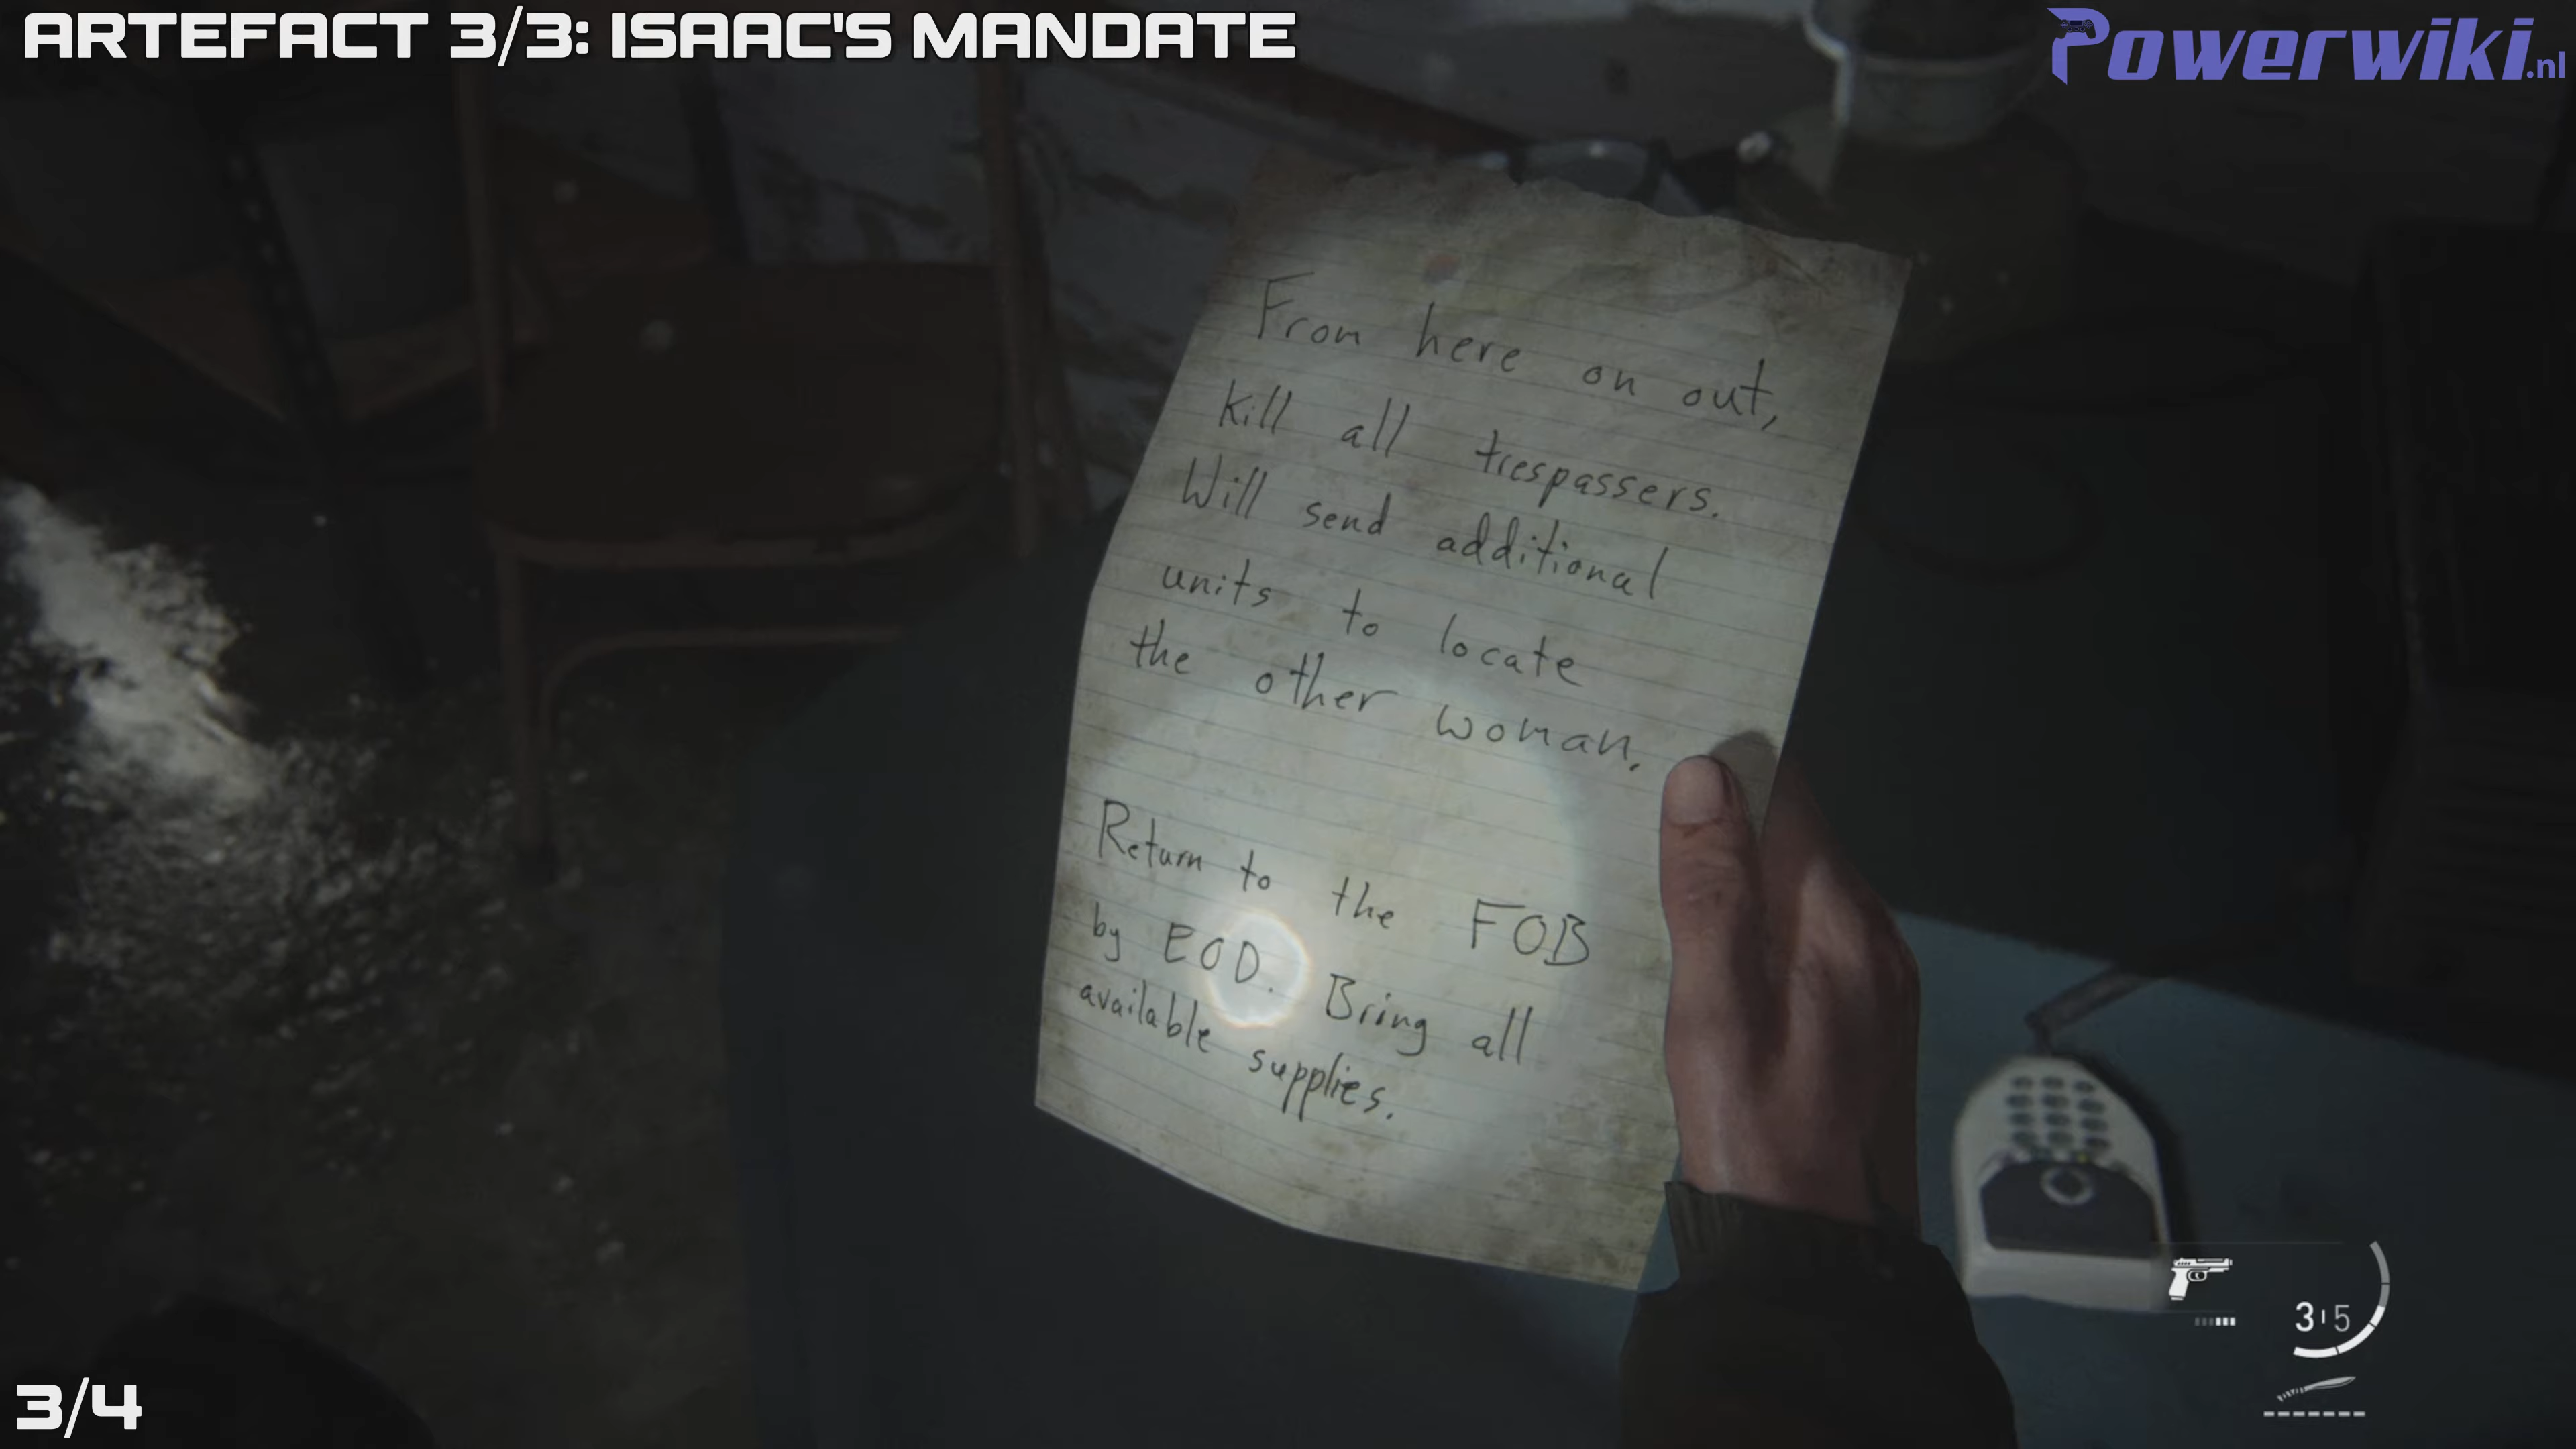 ARTEFACT 3/3: ISAAC'S MANDATE
Powerwiki.nl
From here on out,
kill all trespassers.
Will send additional
units to locate
the other woman.
Return to the FOB
by EOD. Bring all
available supplies.
3 5
3/4